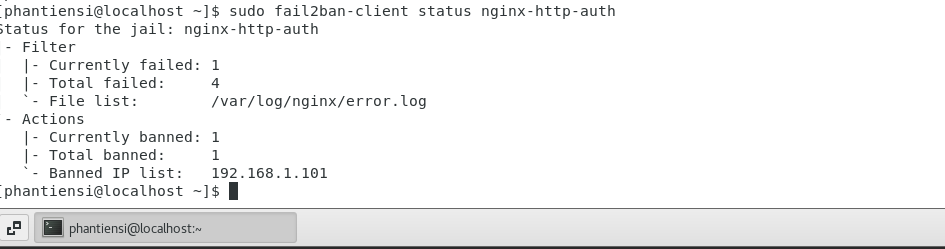 [phantiensi@localhost ~]$ sudo fail2ban-client status nginx-http-auth
Status for the jail: nginx-http-auth
|- Filter
|  |- Currently failed: 1
|  |- Total failed:     4
|  `- File list:        /var/log/nginx/error.log
`- Actions
   |- Currently banned: 1
   |- Total banned:     1
   `- Banned IP list:   192.168.1.101
[phantiensi@localhost ~]$
phantiensi@localhost:~